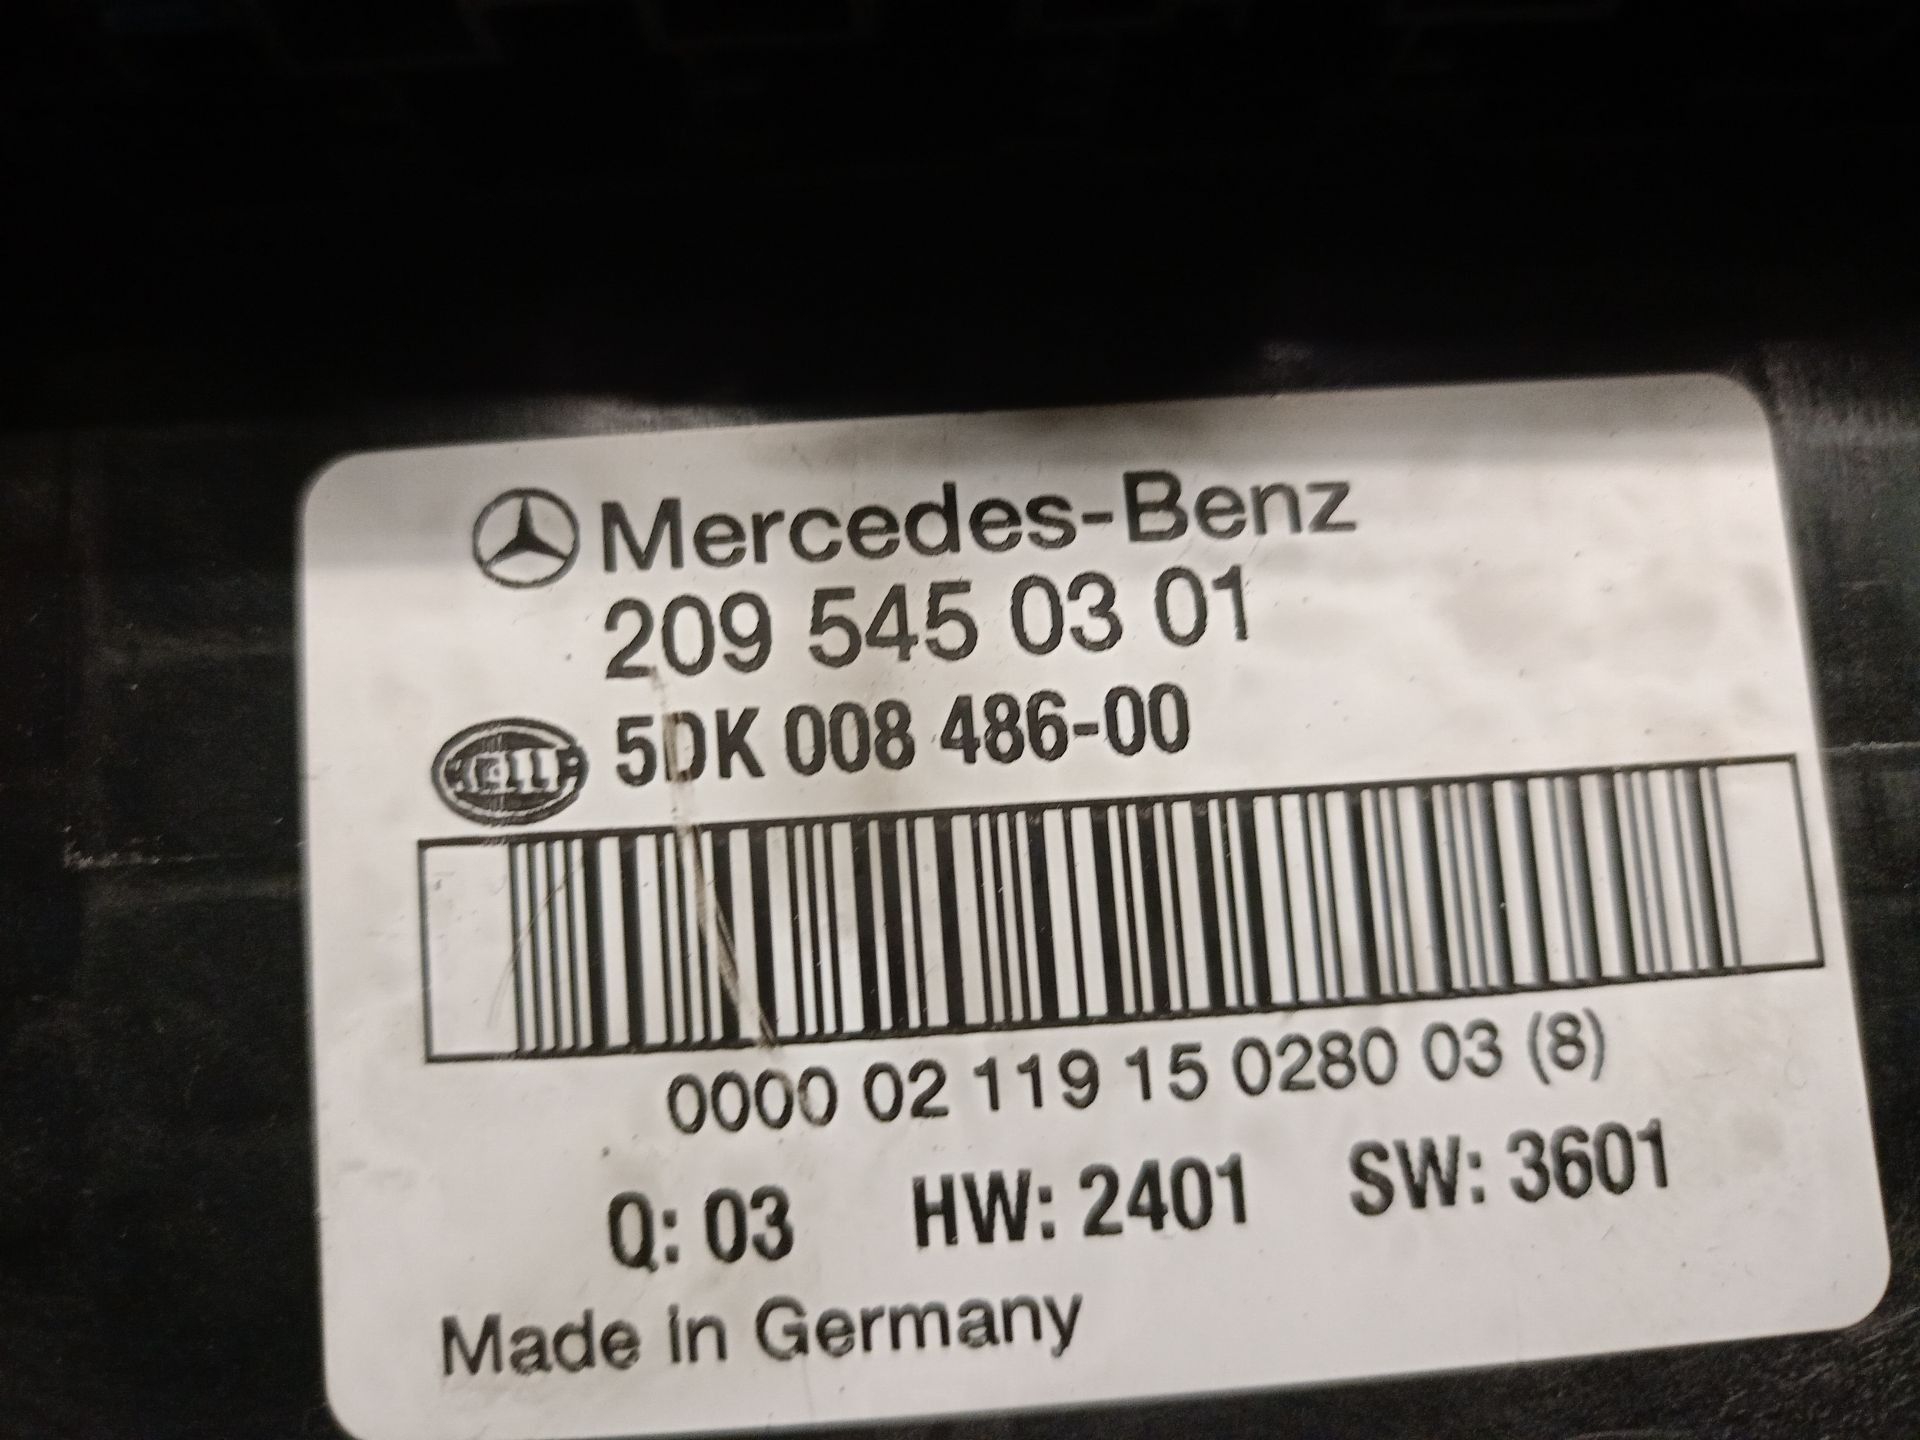 Mercedes-Benz
209 545 03 01
HELLA 5DK 008 486-00
0000 02 119 15 0280 03 (8)
Q: 03 HW: 2401 SW: 3601
Made in Germany